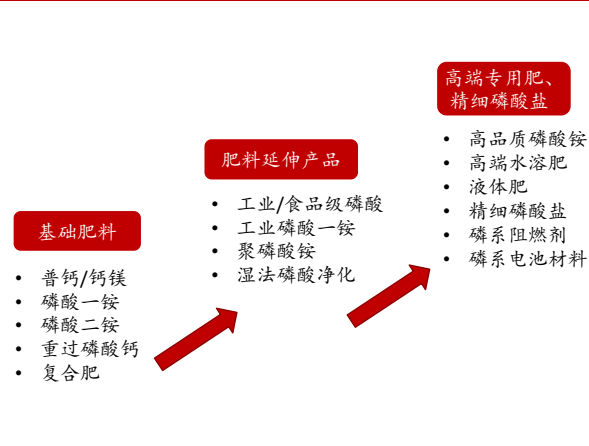 基础肥料
• 普钙/钙镁
• 磷酸一铵
• 磷酸二铵
• 重过磷酸钙
• 复合肥
肥料延伸产品
• 工业/食品级磷酸
• 工业磷酸一铵
• 聚磷酸铵
• 湿法磷酸净化
高端专用肥、
精细磷酸盐
• 高品质磷酸铵
• 高端水溶肥
• 液体肥
• 精细磷酸盐
• 磷系阻燃剂
• 磷系电池材料